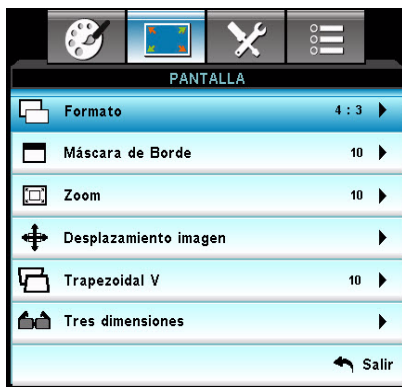 PANTALLA
Formato 4 : 3
Máscara de Borde 10
Zoom 10
Desplazamiento imagen
Trapezoidal V 10
Tres dimensiones
Salir